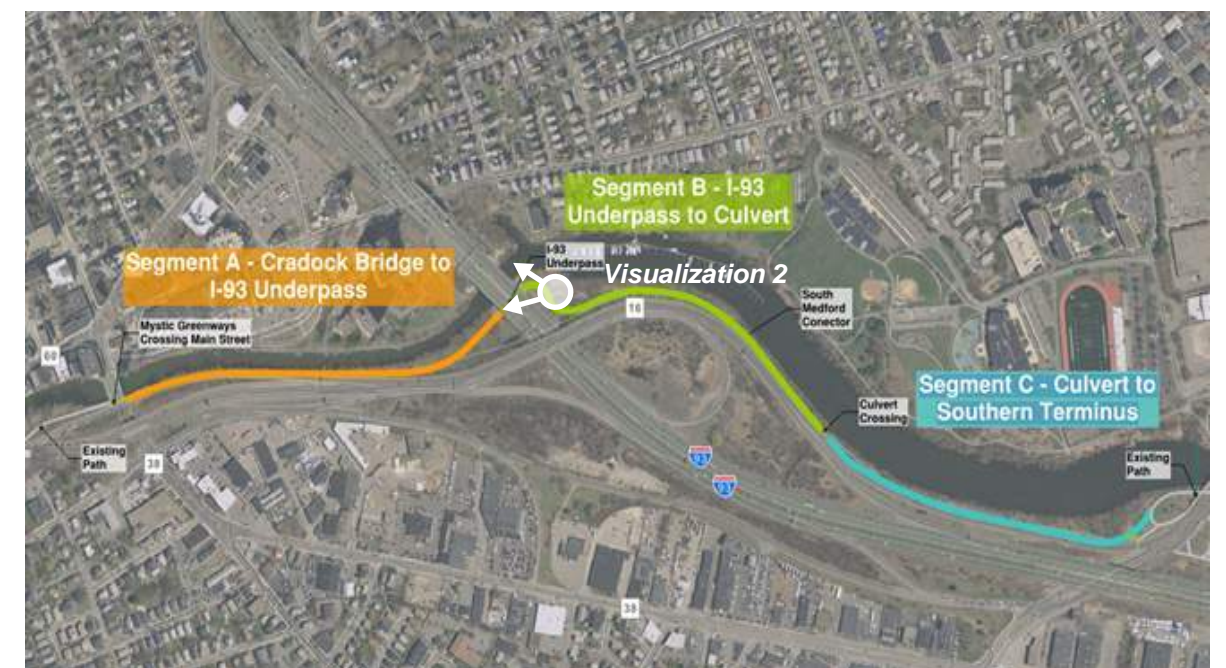 Segment B - I-93
Underpass to Culvert
Segment A - Cradock Bridge to
I-93 Underpass
I-93
Underpass
Visualization 2
16
South
Medford
Conector
Mystic Greenways
Crossing Main Street
60
Segment C - Culvert to
Southern Terminus
Culvert
Crossing
Existing
Path
38
93
93
Existing
Path
38